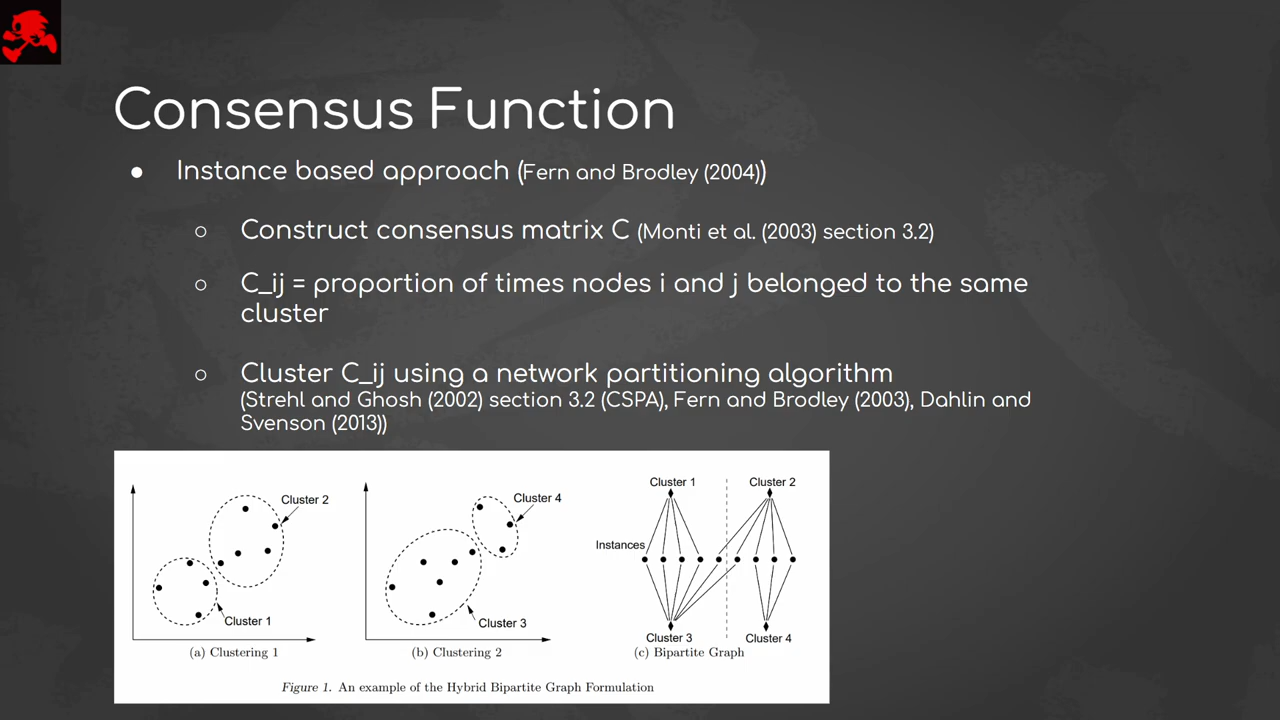 Consensus Function
● Instance based approach (Fern and Brodley (2004))
○ Construct consensus matrix C (Monti et al. (2003) section 3.2)
○ C_ij = proportion of times nodes i and j belonged to the same
cluster
○ Cluster C_ij using a network partitioning algorithm
(Strehl and Ghosh (2002) section 3.2 (CSPA), Fern and Brodley (2003), Dahlin and
Svenson (2013))
Cluster 2
Cluster 1
(a) Clustering 1
Cluster 4
Cluster 3
(b) Clustering 2
Cluster 1
Cluster 2
Instances
Cluster 3
Cluster 4
(c) Bipartite Graph
Figure 1. An example of the Hybrid Bipartite Graph Formulation